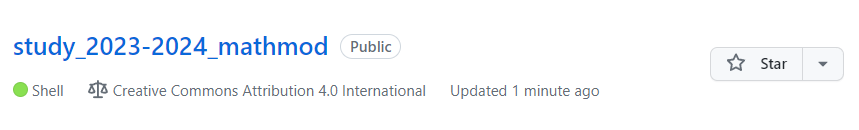 study_2023-2024_mathmod Public
Star
Shell Creative Commons Attribution 4.0 International Updated 1 minute ago